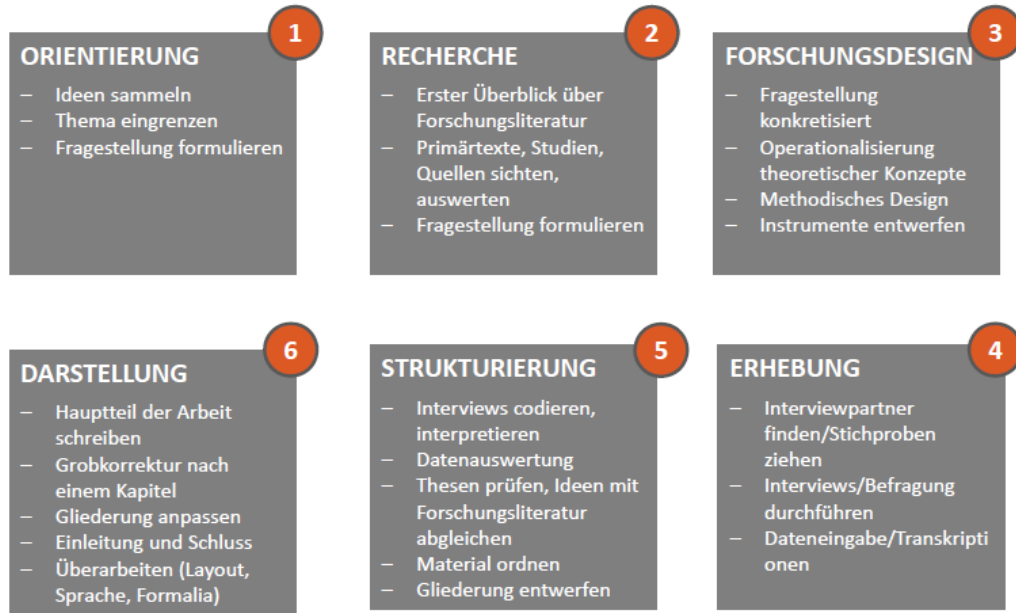 1
ORIENTIERUNG
– Ideen sammeln
– Thema eingrenzen
– Fragestellung formulieren
2
RECHERCHE
– Erster Überblick über
Forschungsliteratur
– Primärtexte, Studien,
Quellen sichten,
auswerten
– Fragestellung formulieren
3
FORSCHUNGSDESIGN
– Fragestellung
konkretisiert
– Operationalisierung
theoretischer Konzepte
– Methodisches Design
– Instrumente entwerfen
4
ERHEBUNG
– Interviewpartner
finden/Stichproben
ziehen
– Interviews/Befragung
durchführen
– Dateneingabe/Transkripti
onen
5
STRUKTURIERUNG
– Interviews codieren,
interpretieren
– Datenauswertung
– Thesen prüfen, Ideen mit
Forschungsliteratur
abgleichen
– Material ordnen
– Gliederung entwerfen
6
DARSTELLUNG
– Hauptteil der Arbeit
schreiben
– Grobkorrektur nach
einem Kapitel
– Gliederung anpassen
– Einleitung und Schluss
– Überarbeiten (Layout,
Sprache, Formalia)